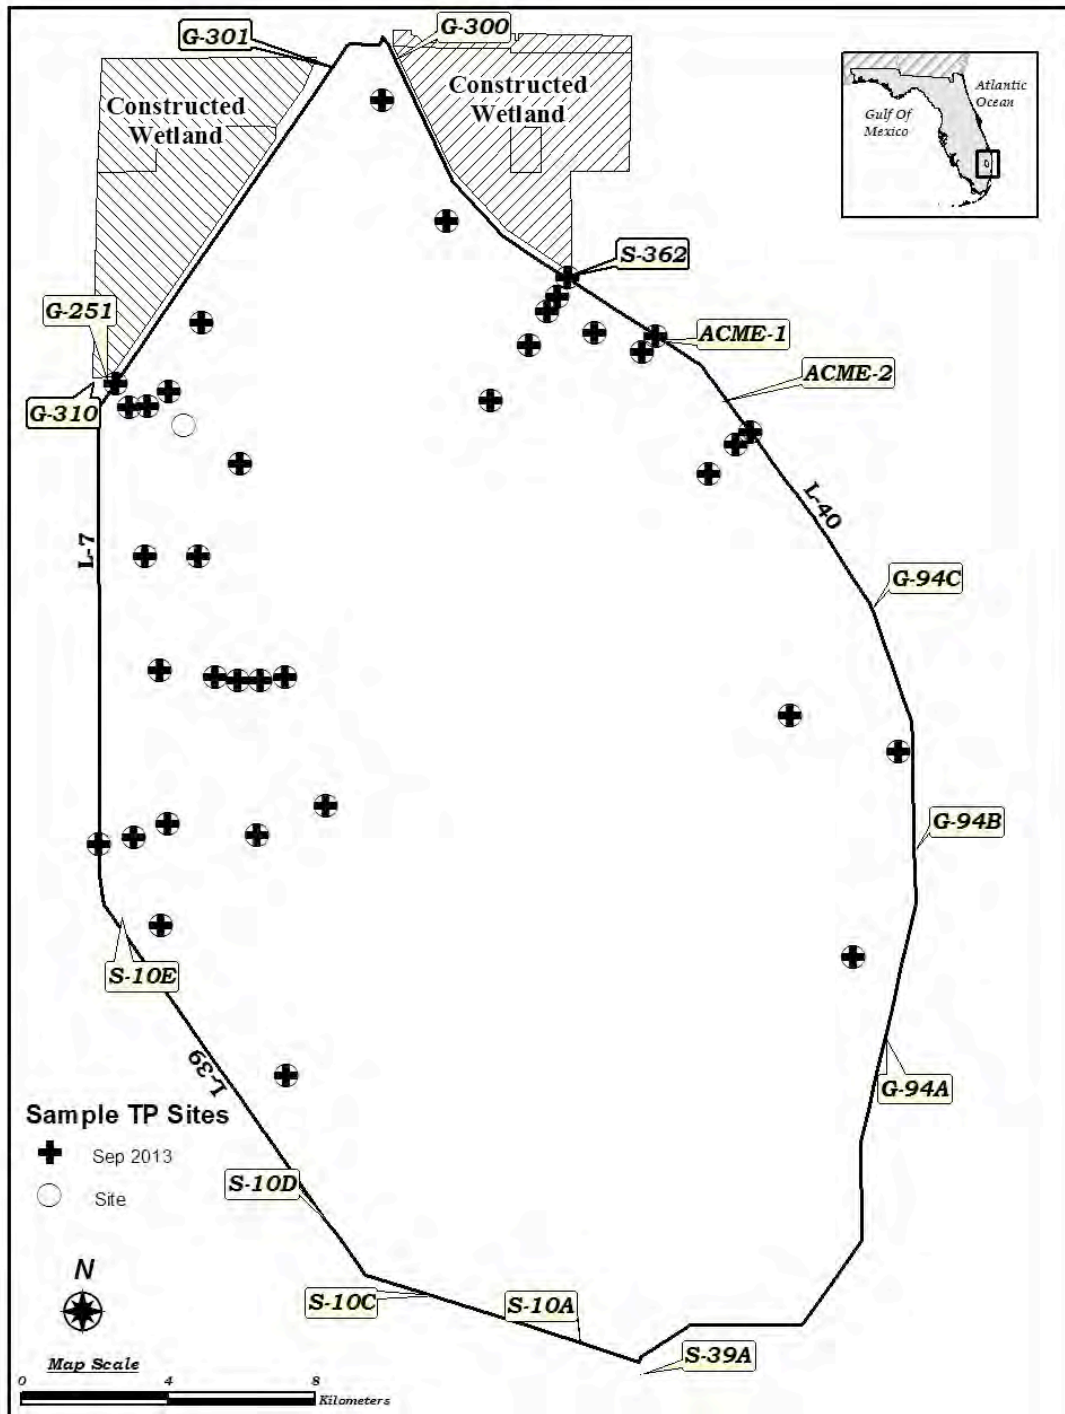 G-301
G-300
Constructed
Wetland
Constructed
Wetland
Atlantic
Ocean
Gulf Of
Mexico
S-362
G-251
ACME-1
ACME-2
G-310
L-40
L-7
G-94C
G-94B
S-10E
L-39
G-94A
Sample TP Sites
Sep 2013
Site
S-10D
N
S-10C
S-10A
S-39A
Map Scale
0 4 8
Kilometers